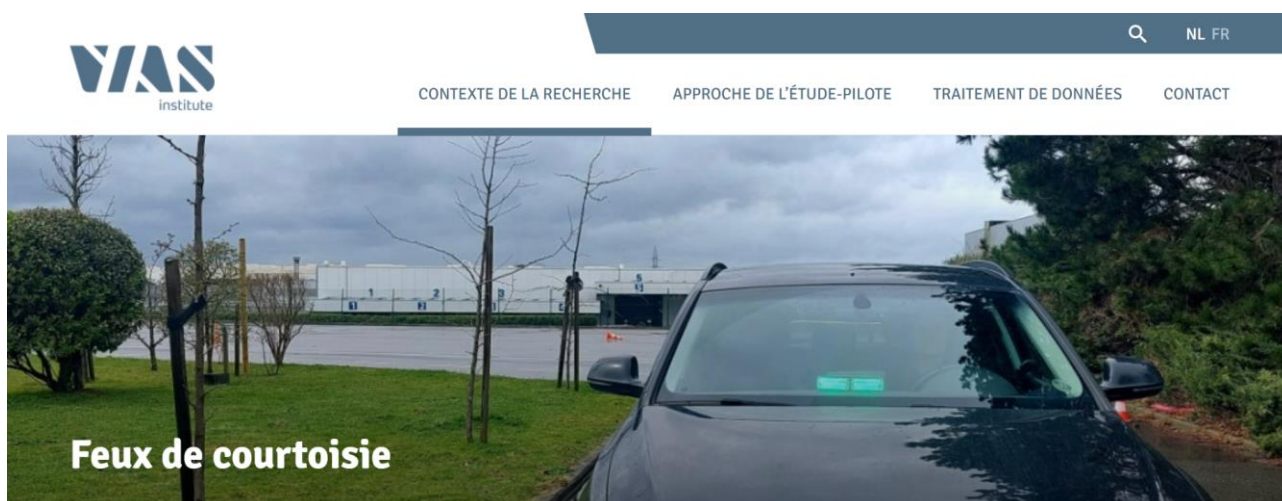 VIAS
institute
NL FR
CONTEXTE DE LA RECHERCHE APPROCHE DE L'ÉTUDE-PILOTE TRAITEMENT DE DONNÉES CONTACT
Feux de courtoisie